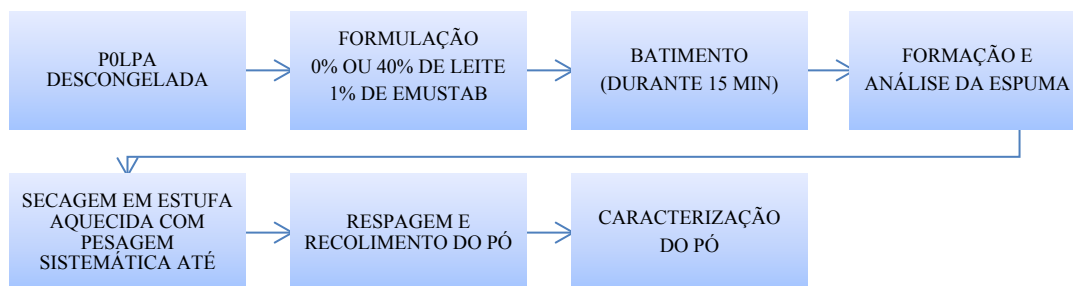 P0LPA
DESCONGELADA
FORMULAÇÃO
0% OU 40% DE LEITE
1% DE EMUSTAB
BATIMENTO
(DURANTE 15 MIN)
FORMAÇÃO E
ANÁLISE DA ESPUMA
SECAGEM EM ESTUFA
AQUECIDA COM
PESAGEM
SISTEMÁTICA ATÉ
RESPAGEM E
RECOLIMENTO DO PÓ
CARACTERIZAÇÃO
DO PÓ